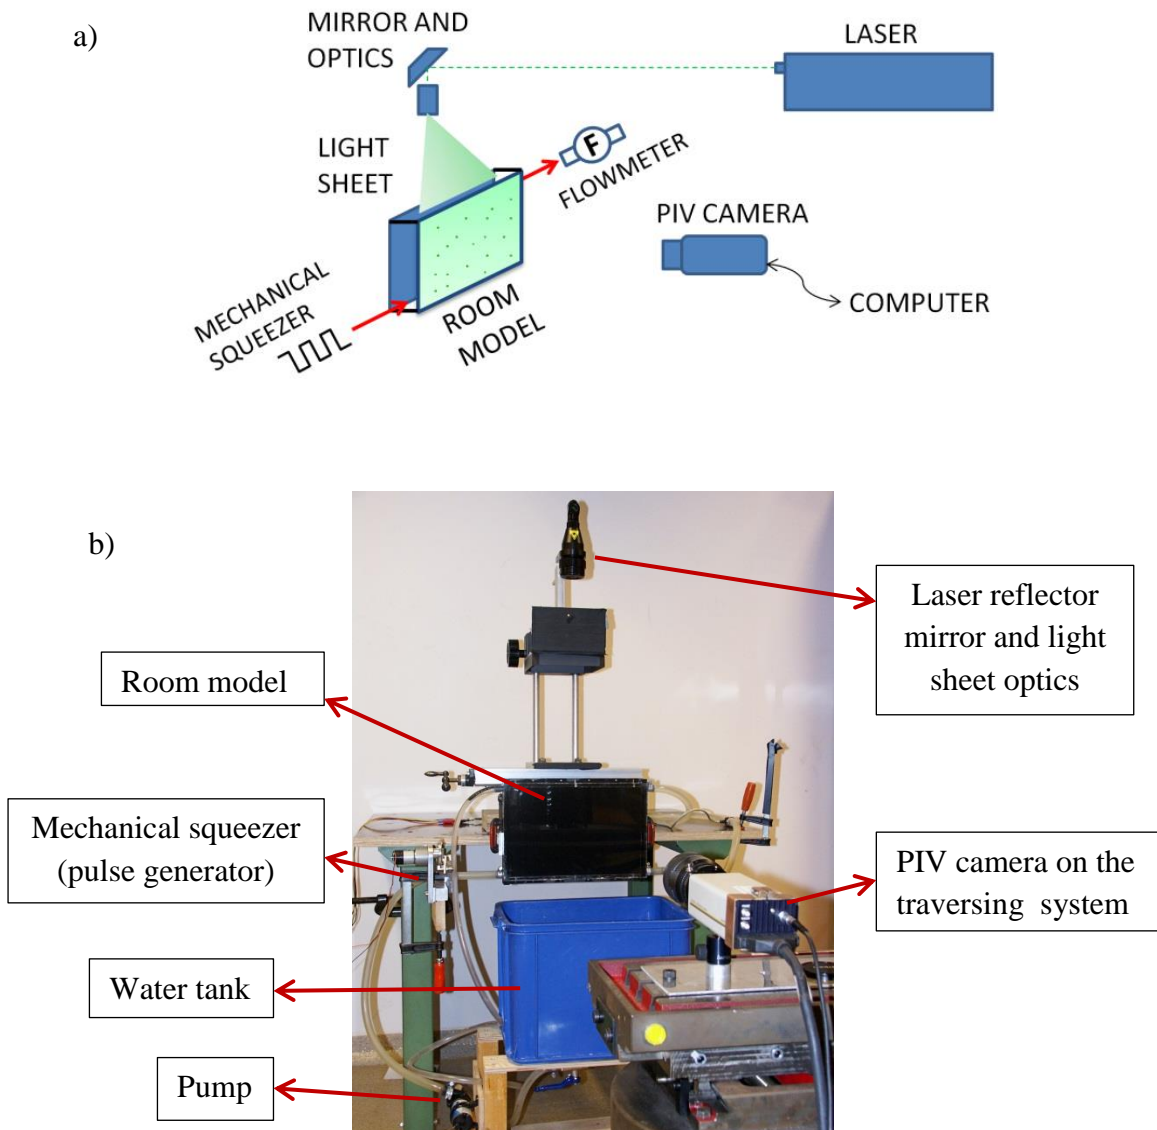 a)
MIRROR AND
OPTICS
LASER
LIGHT
SHEET
F
FLOWMETER
PIV CAMERA
MECHANICAL
SQUEEZER
ROOM
MODEL
COMPUTER
b)
Laser reflector
mirror and light
sheet optics
Room model
Mechanical squeezer
(pulse generator)
PIV camera on the
traversing system
Water tank
Pump